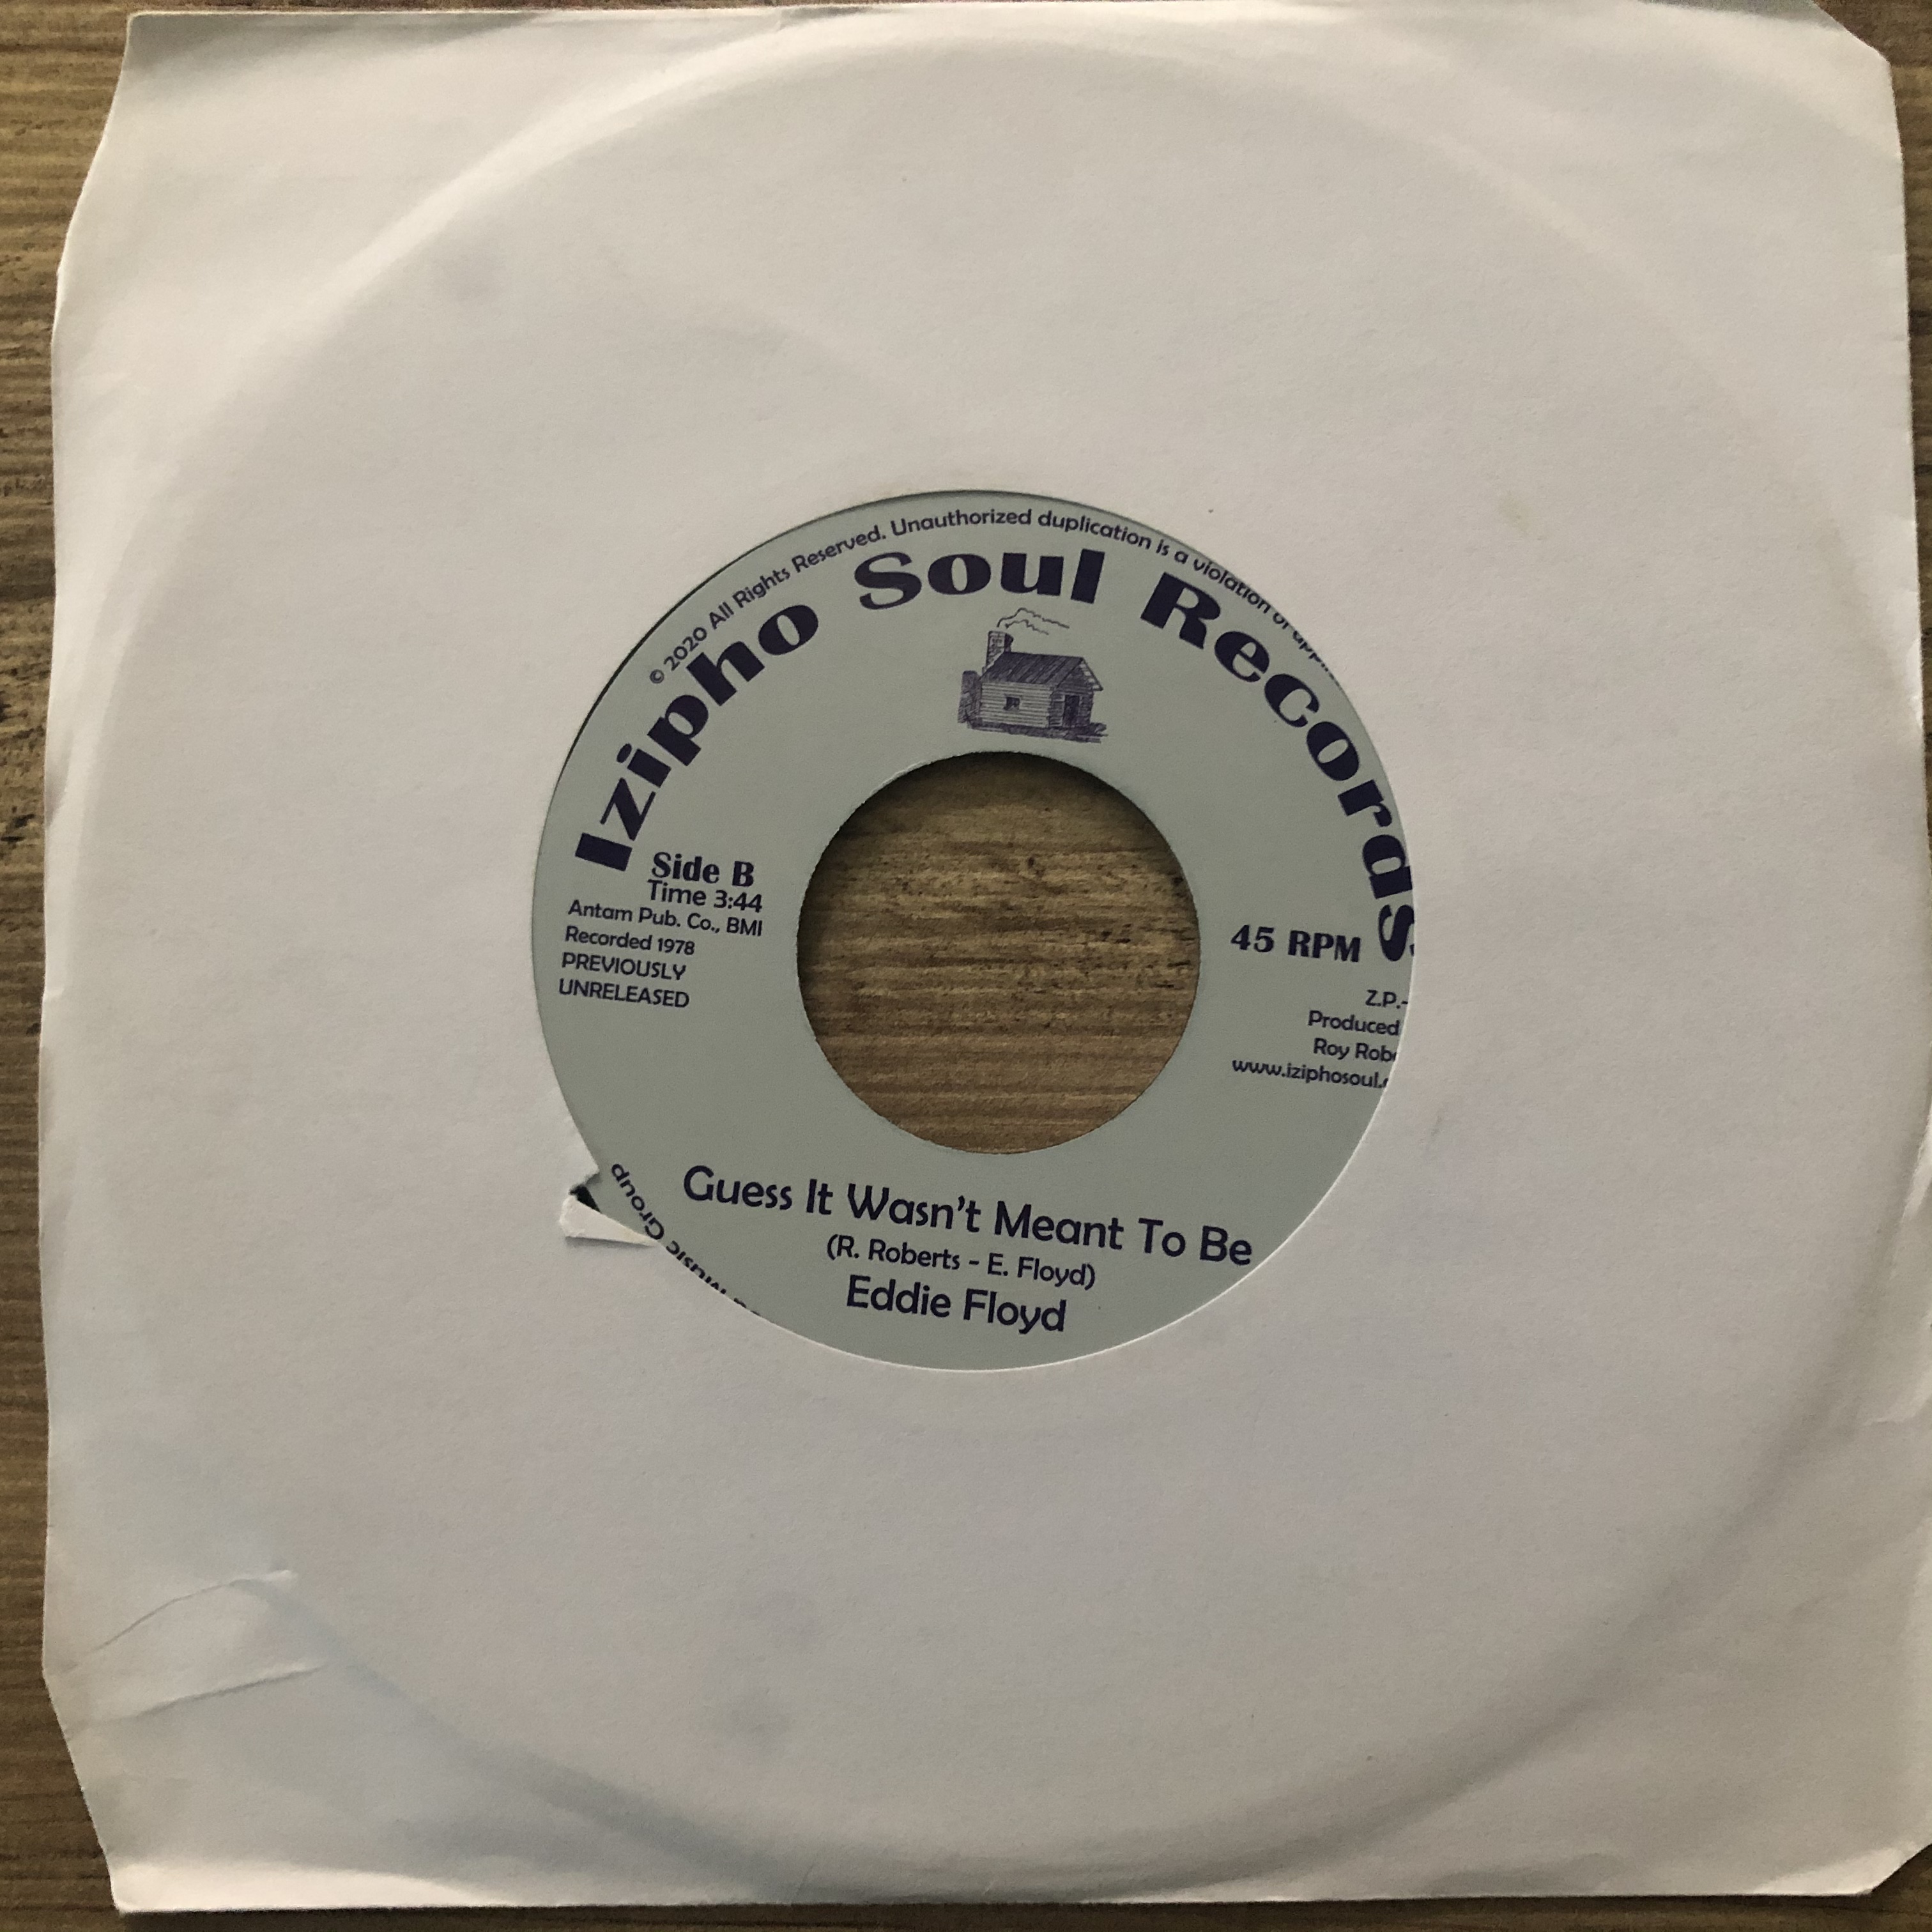 © 2020 All Rights Reserved. Unauthorized duplication is a violation of
Izipho Soul Records
Side B
Time 3:44
Antam Pub. Co., BMI
Recorded 1978
PREVIOUSLY
UNRELEASED
45 RPM
Z.P.-
Produced
Roy
www.iziphosoul.
Guess It Wasn't Meant To Be
(R. Roberts - E. Floyd)
Eddie Floyd
Music Group